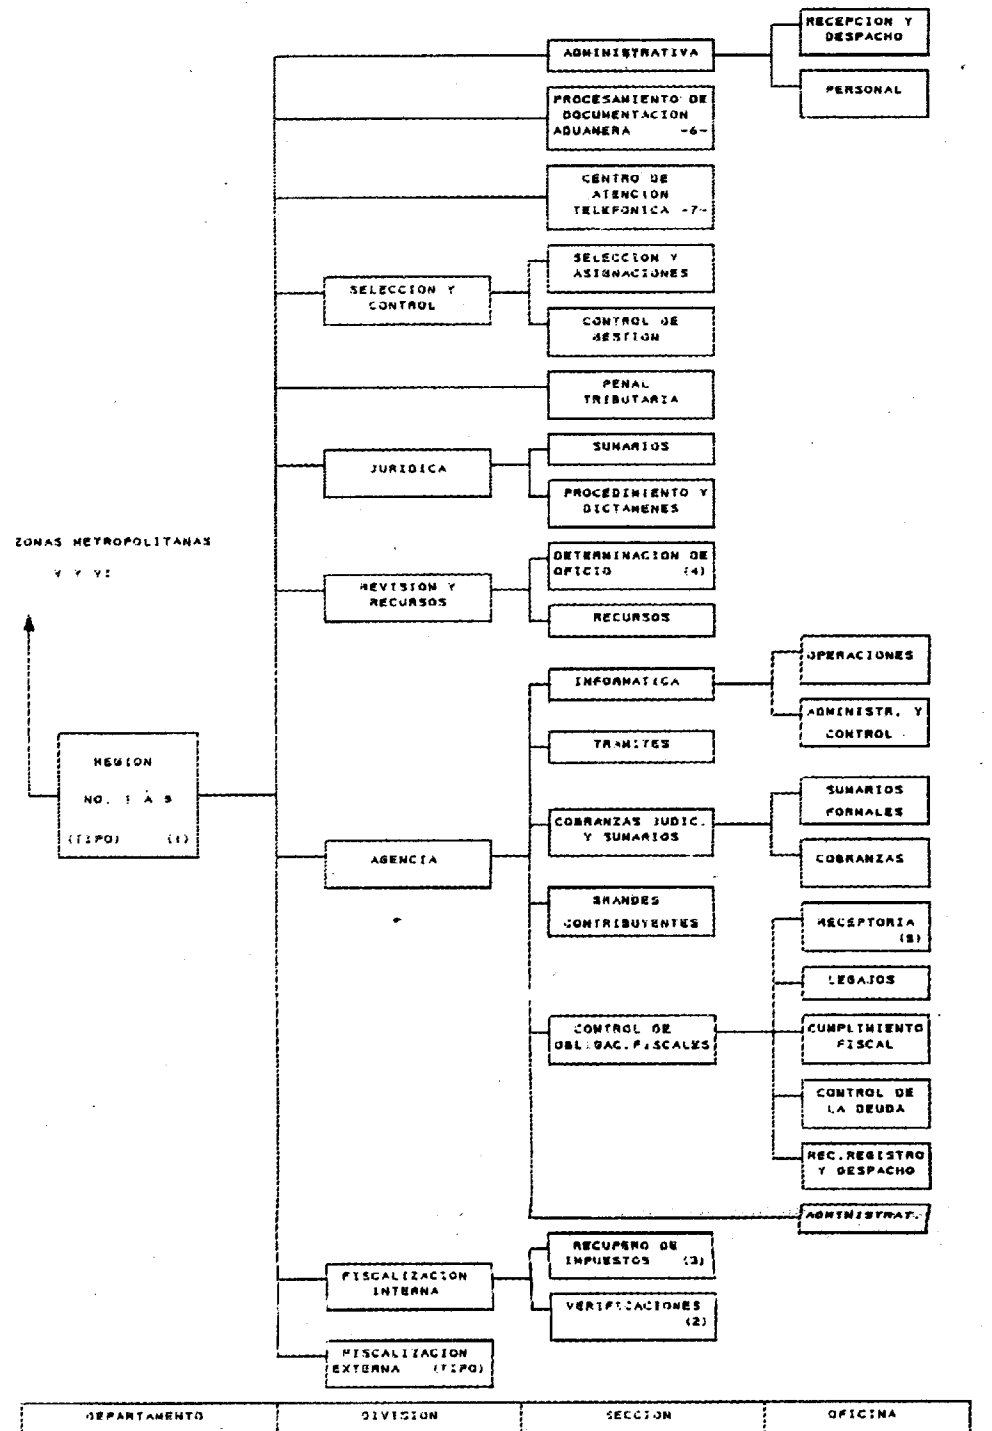 RECEPCION Y
DESPACHO
ADMINISTRATIVA
PERSONAL
PROCESAMIENTO DE
DOCUMENTACION
ADUANERA -6-
CENTRO DE
ATENCION
TELEFONICA -7-
SELECCION Y
ASIGNACIONES
SELECCION Y
CONTROL
CONTROL DE
GESTION
PENAL
TRIBUTARIA
SUMARIOS
JURIDICA
PROCEDIMIENTO Y
DICTAMENES
ZONAS METROPOLITANAS
V Y VI
DETERMINACION DE
OFICIO (4)
REVISION Y
RECURSOS
RECURSOS
OPERACIONES
INFORMATICA
ADMINISTR. Y
CONTROL
TRAMITES
REGION
NO. 1 A 9
(TIPO) (1)
SUMARIOS
FORMALES
COBRANZAS JUDIC.
Y SUMARIOS
COBRANZAS
AGENCIA
GRANDES
CONTRIBUYENTES
RECEPTORIA
(5)
LEGAJOS
CONTROL DE
OBLIGAC.FISCALES
CUMPLIMIENTO
FISCAL
CONTROL DE
LA DEUDA
REC.REGISTRO
Y DESPACHO
ADMINISTRAT.
RECUPERO DE
IMPUESTOS (3)
FISCALIZACION
INTERNA
VERIFICACIONES
(2)
FISCALIZACION
EXTERNA (TIPO)
DEPARTAMENTO DIVISION SECCION OFICINA